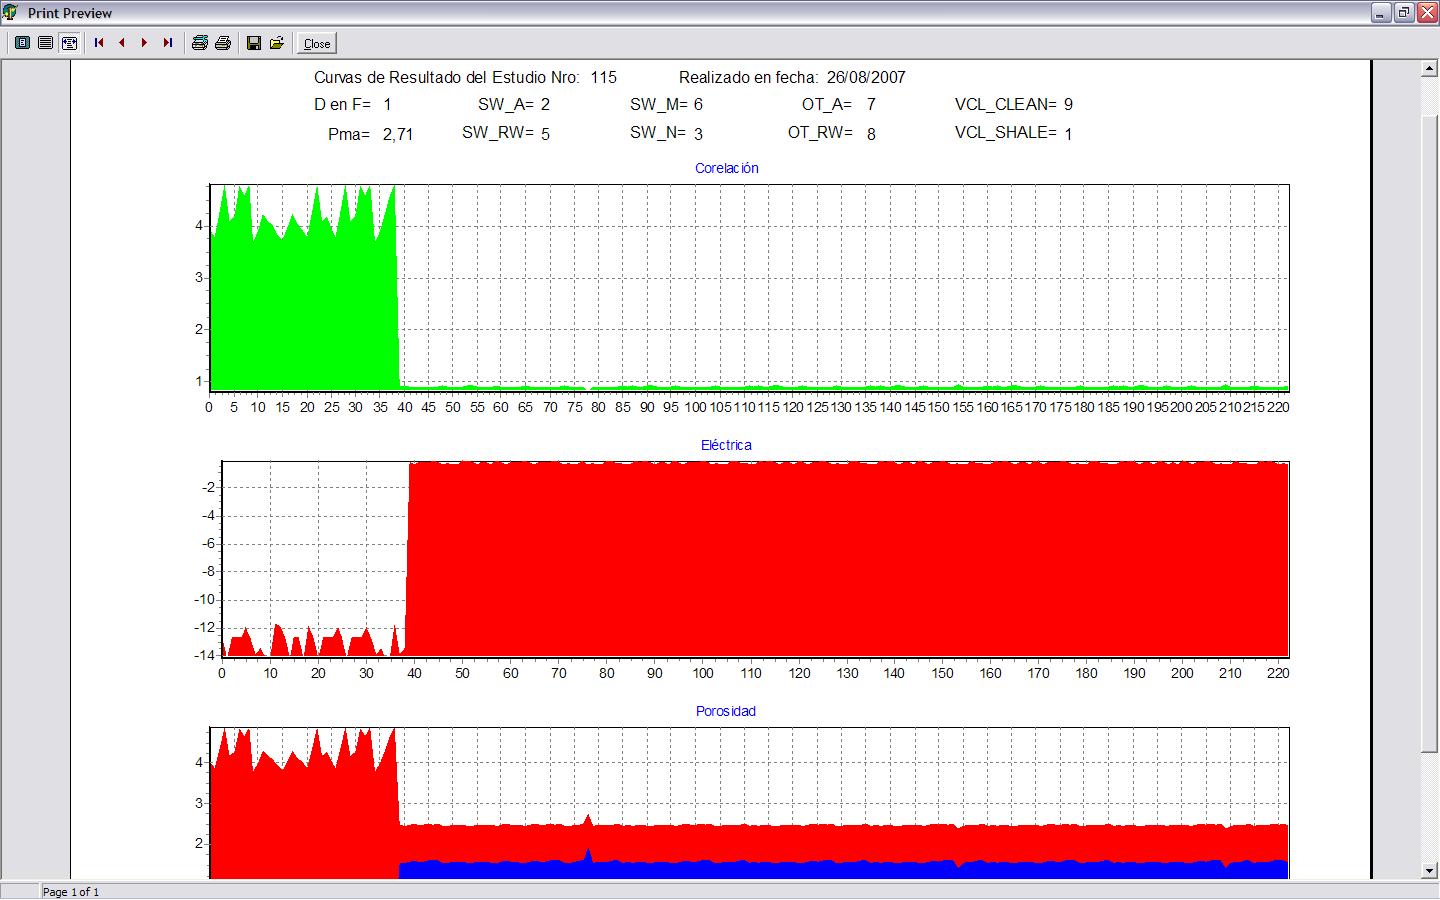 Print Preview
Close
Curvas de Resultado del Estudio Nro: 115 Realizado en fecha: 26/08/2007
D en F= 1 SW_A= 2 SW_M= 6 OT_A= 7 VCL_CLEAN= 9
Pma= 2,71 SW_RW= 5 SW_N= 3 OT_RW= 8 VCL_SHALE= 1
Corelación
4
3
2
1
0 5 10 15 20 25 30 35 40 45 50 55 60 65 70 75 80 85 90 95 100 105 110 115 120 125 130 135 140 145 150 155 160 165 170 175 180 185 190 195 200 205 210 215 220
Eléctrica
-2
-4
-6
-8
-10
-12
-14
0 10 20 30 40 50 60 70 80 90 100 110 120 130 140 150 160 170 180 190 200 210 220
Porosidad
4
3
2
Page 1 of 1